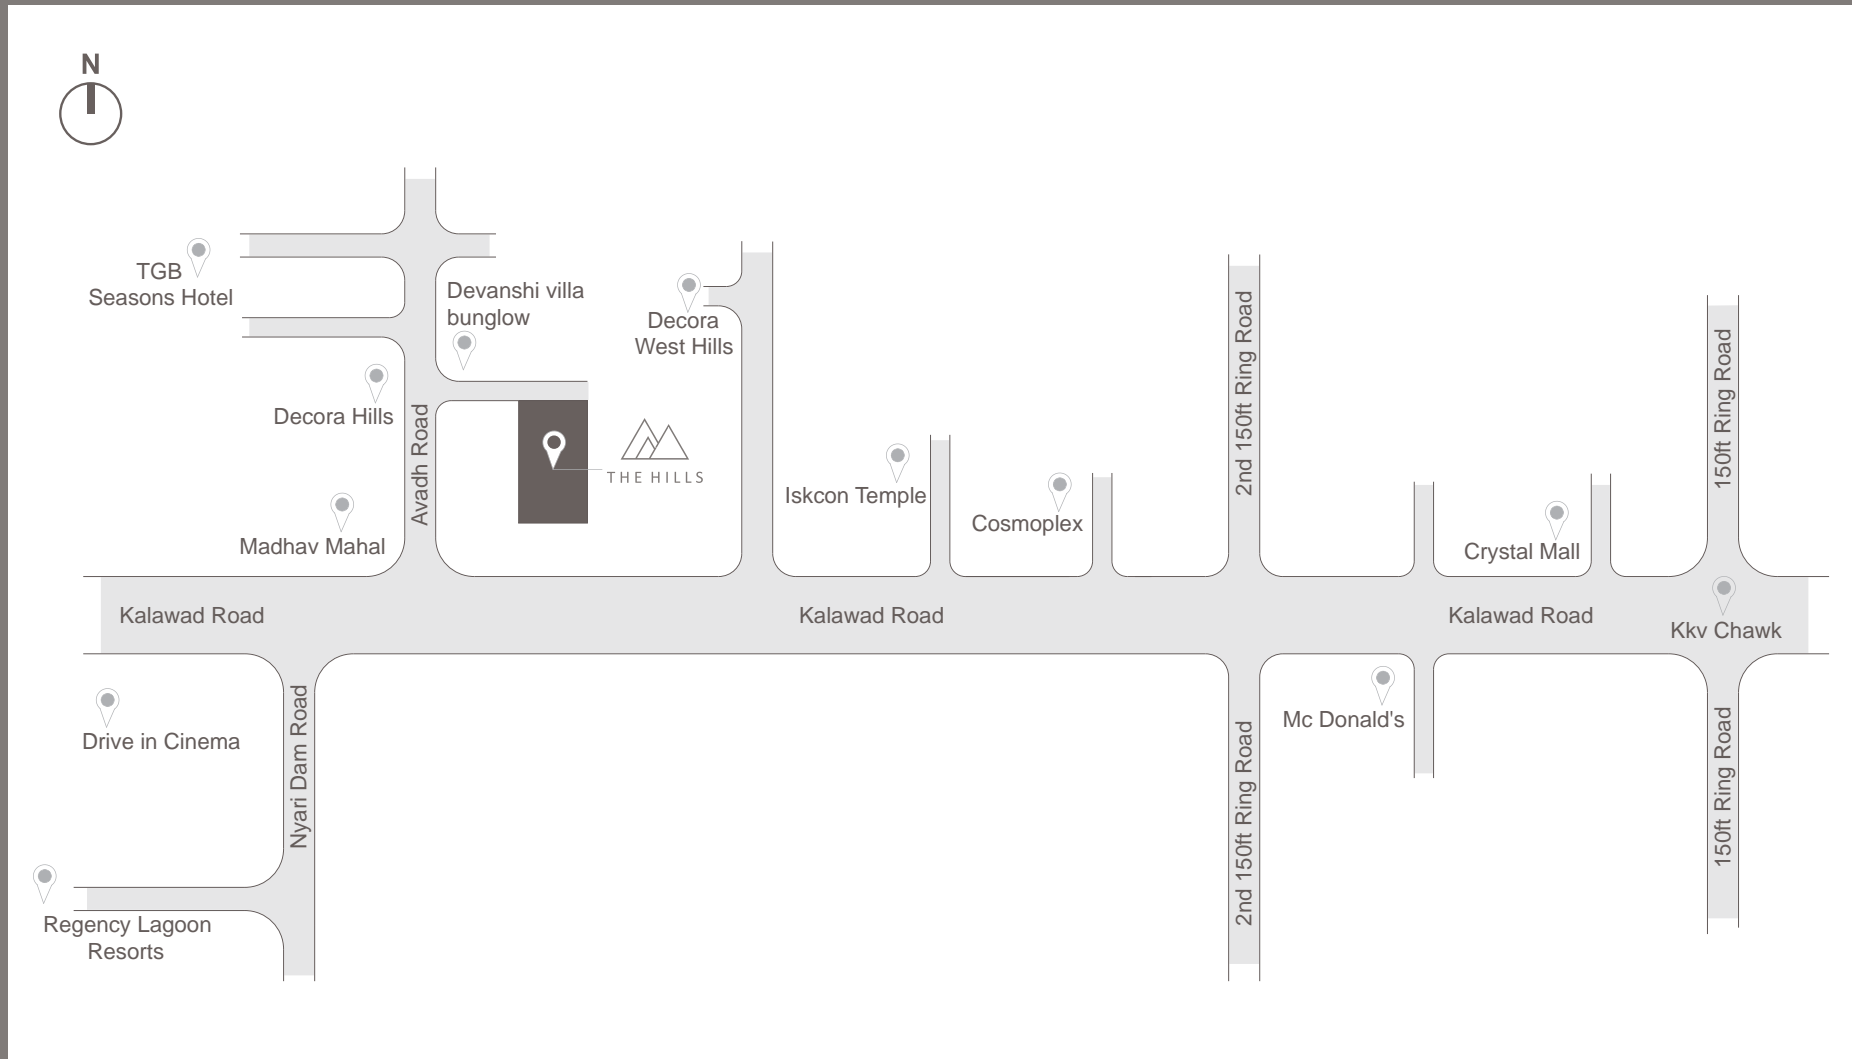 N
TGB
Seasons Hotel
Devanshi villa
bunglow
Decora
West Hills
Decora Hills
Avadh Road
THE HILLS
Madhav Mahal
Iskcon Temple
Cosmoplex
2nd 150ft Ring Road
Crystal Mall
150ft Ring Road
Kalawad Road
Kalawad Road
Kalawad Road
Kkv Chawk
Drive in Cinema
Nyari Dam Road
Mc Donald's
2nd 150ft Ring Road
150ft Ring Road
Regency Lagoon
Resorts